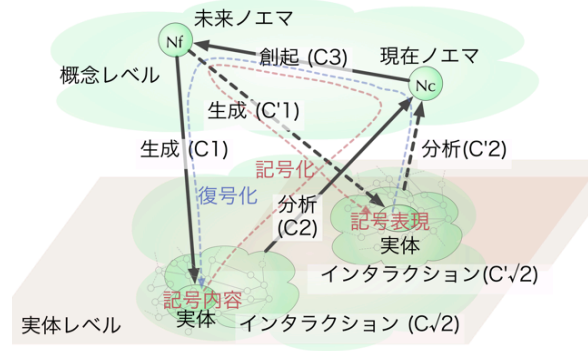 未来ノエマ
Nf
創起 (C3)
現在ノエマ
Nc
概念レベル
生成 (C'1)
生成 (C1)
分析(C'2)
記号化
復号化
分析
(C2)
記号表現
実体
インタラクション(C'√2)
記号内容
実体
インタラクション (C√2)
実体レベル